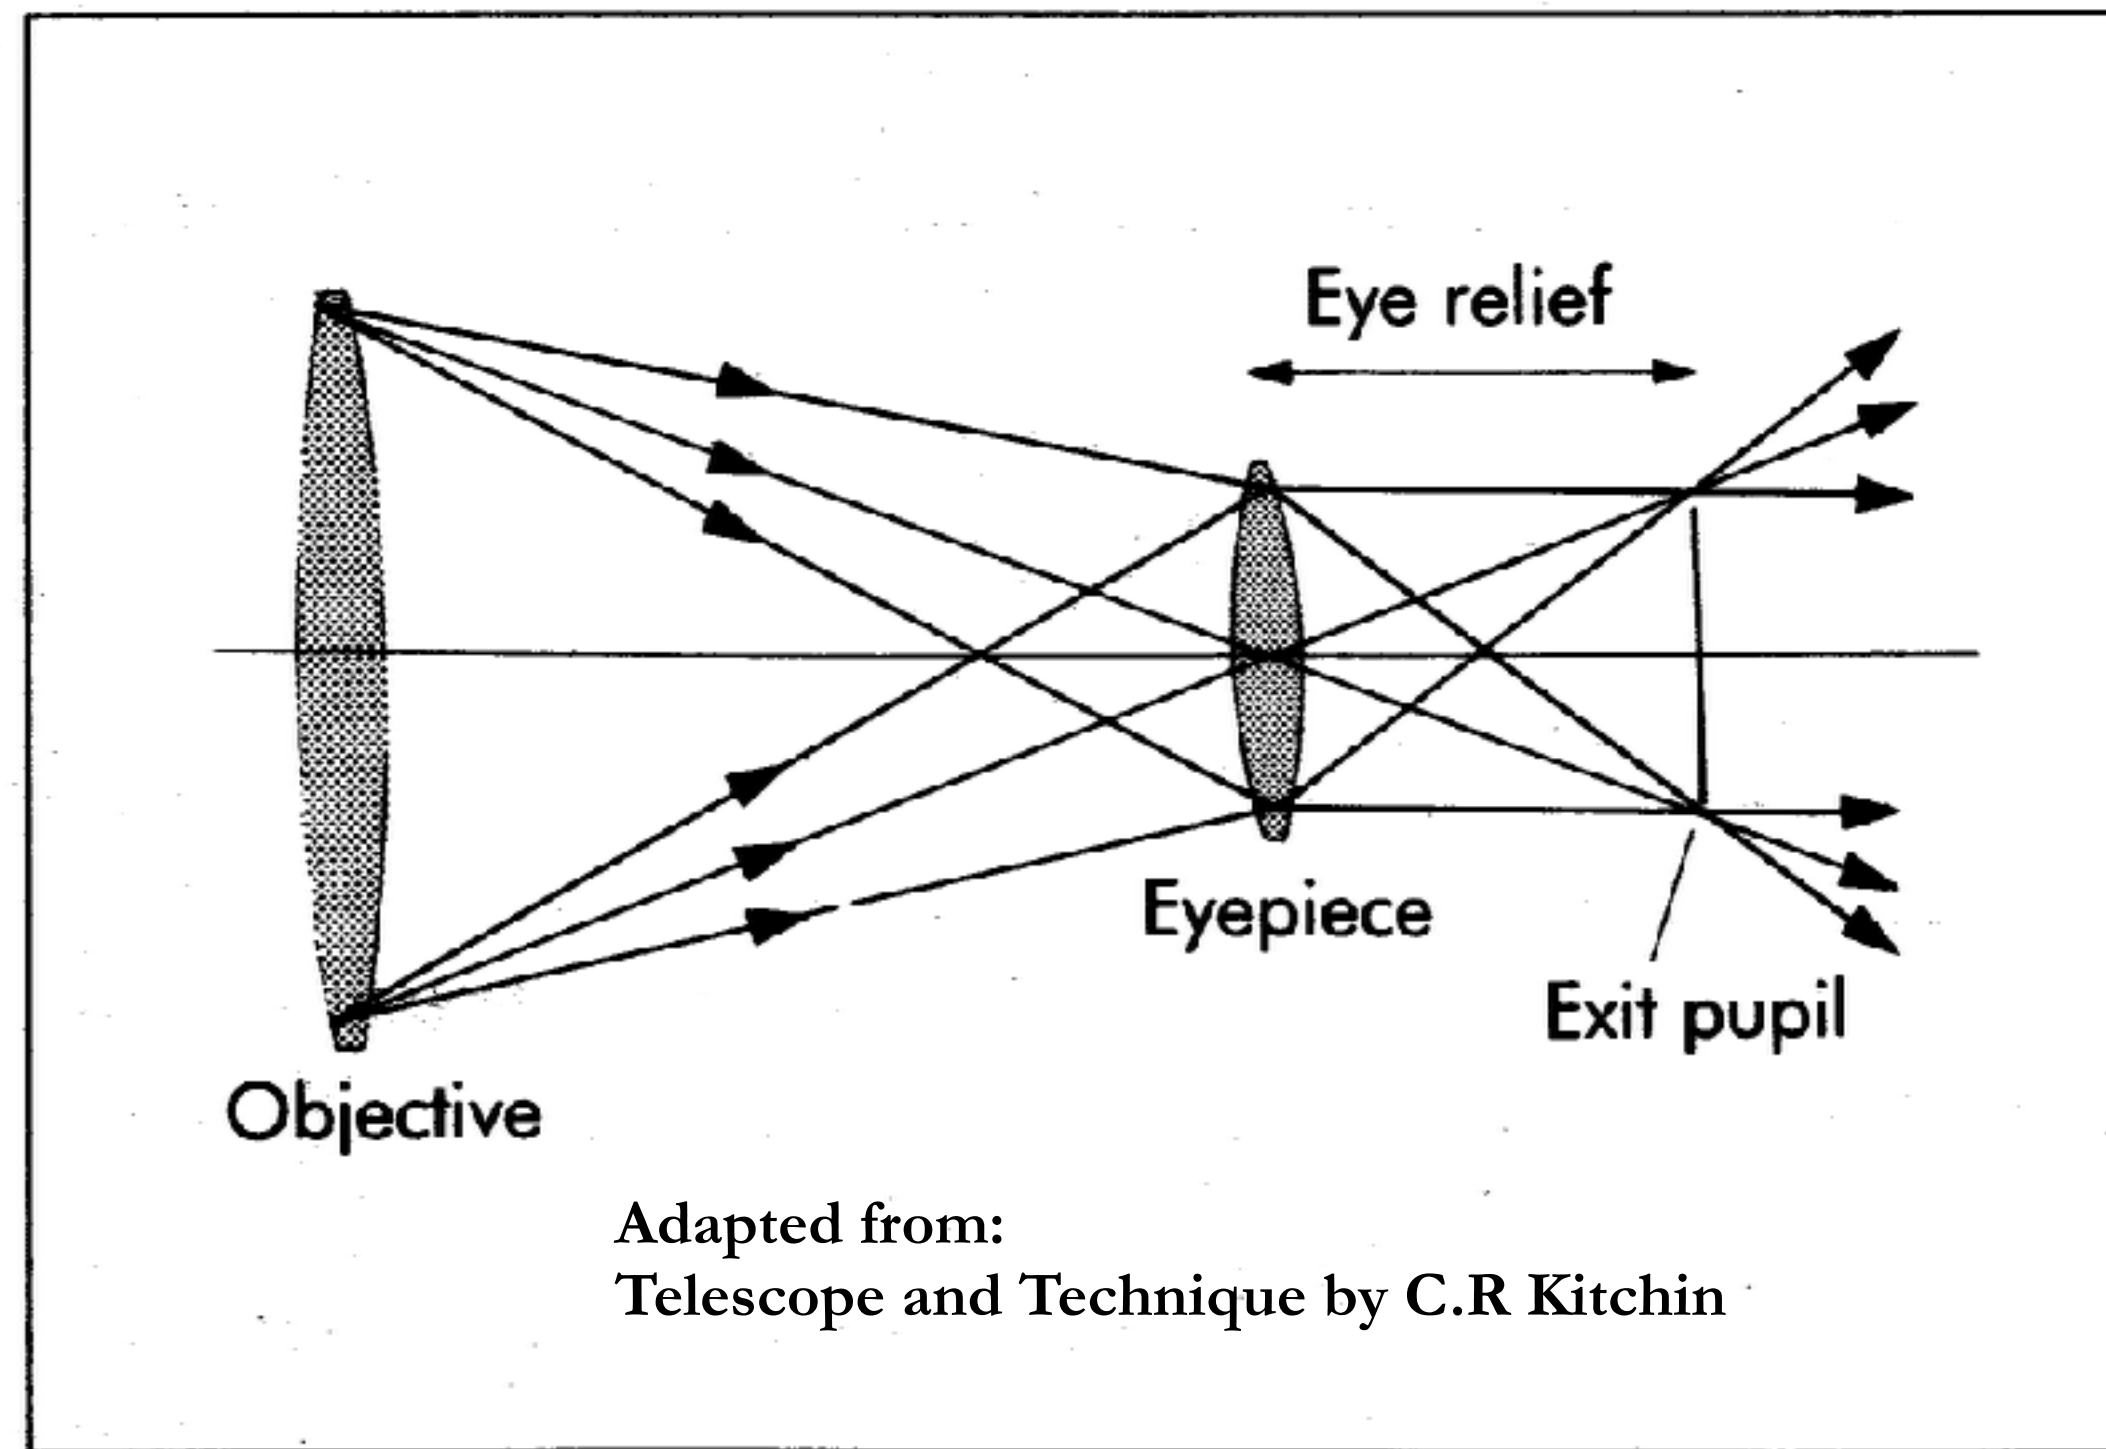 Eye relief
Eyepiece
Exit pupil
Objective
Adapted from:
Telescope and Technique by C.R Kitchin